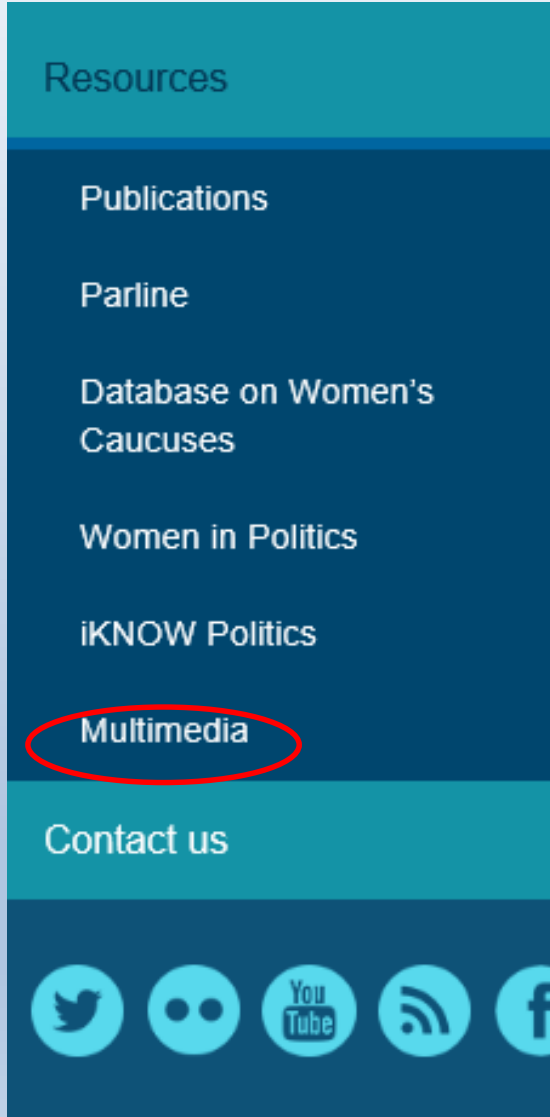 Resources
Publications
Parline
Database on Women's
Caucuses
Women in Politics
iKNOW Politics
Multimedia
Contact us
You
Tube